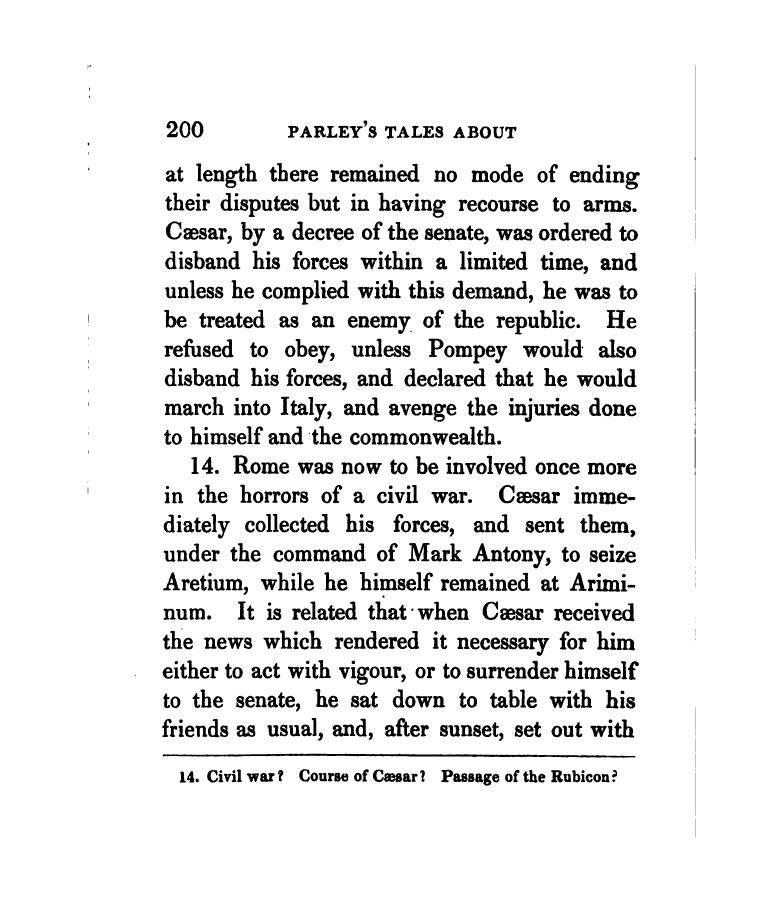 200 PARLEY'S TALES ABOUT
at length there remained no mode of ending
their disputes but in having recourse to arms.
Cæsar, by a decree of the senate, was ordered to
disband his forces within a limited time, and
unless he complied with this demand, he was to
be treated as an enemy of the republic. He
refused to obey, unless Pompey would also
disband his forces, and declared that he would
march into Italy, and avenge the injuries done
to himself and the commonwealth.
14. Rome was now to be involved once more
in the horrors of a civil war. Cæsar imme-
diately collected his forces, and sent them,
under the command of Mark Antony, to seize
Aretium, while he himself remained at Arimi-
num. It is related that when Cæsar received
the news which rendered it necessary for him
either to act with vigour, or to surrender himself
to the senate, he sat down to table with his
friends as usual, and, after sunset, set out with
14. Civil war? Course of Cæsar? Passage of the Rubicon?